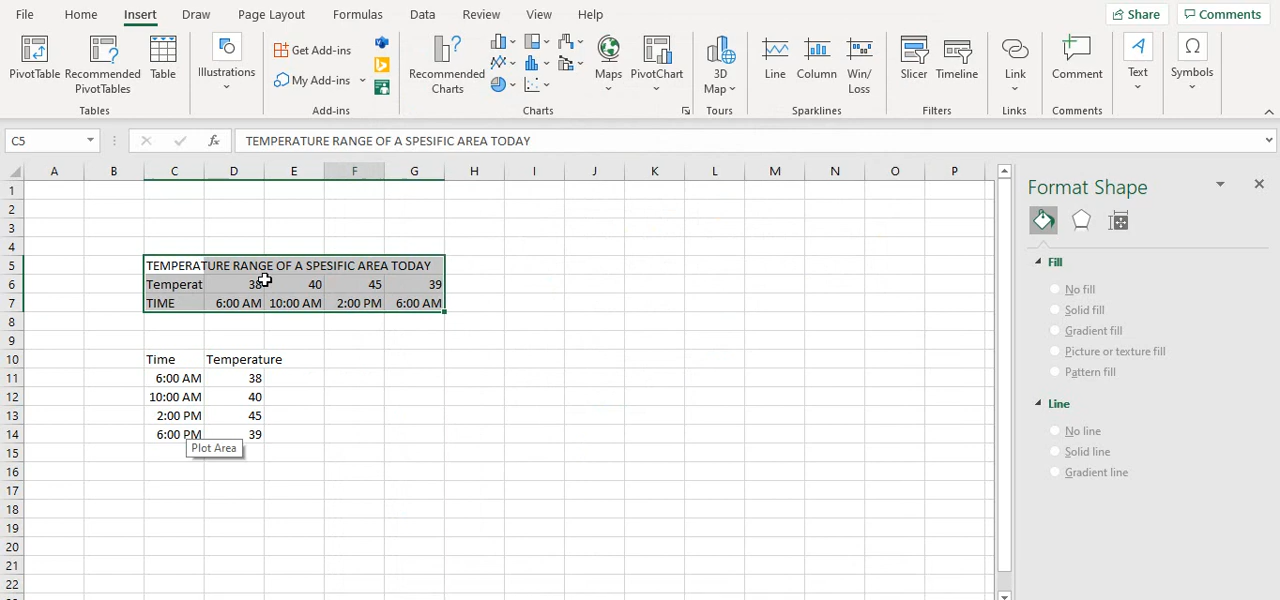 File Insert Draw Page Layout Formulas Data Review View Help Share Comments
Home
PivotTable Recommended PivotTables Table
Tables
Illustrations
Get Add-ins
My Add-ins
Add-ins
Recommended Charts
Maps PivotChart
Charts
3D Map
Tours
Line Column Win/Loss
Sparklines
Slicer Timeline
Filters
Link
Links
Comment
Comments
Text
Symbols
C5 fx TEMPERATURE RANGE OF A SPESIFIC AREA TODAY
A B C D E F G H I J K L M N O P
1
2
3
4
5 TEMPERATURE RANGE OF A SPESIFIC AREA TODAY
6 Temperat 38 40 45 39
7 TIME 6:00 AM 10:00 AM 2:00 PM 6:00 AM
8
9
10 Time Temperature
11 6:00 AM 38
12 10:00 AM 40
13 2:00 PM 45
14 6:00 PM 39
Plot Area
15
16
17
18
19
20
21
22
Format Shape
Fill
No fill
Solid fill
Gradient fill
Picture or texture fill
Pattern fill
Line
No line
Solid line
Gradient line